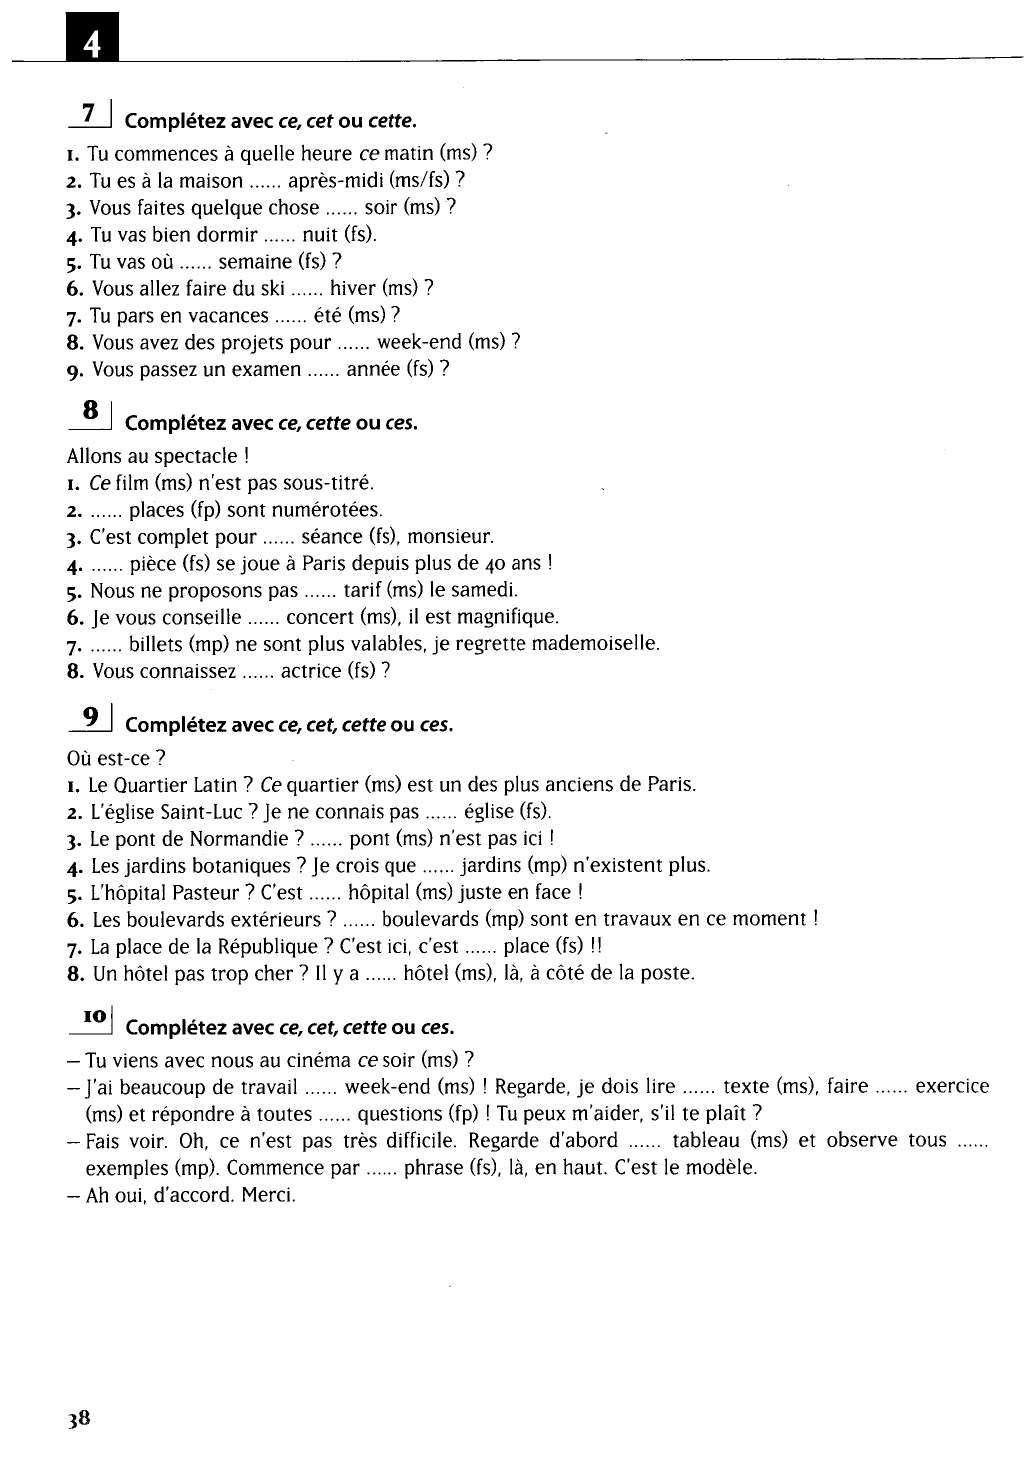 4
7 Complétez avec ce, cet ou cette.
1. Tu commences à quelle heure ce matin (ms) ?
2. Tu es à la maison ...... après-midi (ms/fs) ?
3. Vous faites quelque chose ...... soir (ms) ?
4. Tu vas bien dormir ...... nuit (fs).
5. Tu vas où ...... semaine (fs) ?
6. Vous allez faire du ski ...... hiver (ms) ?
7. Tu pars en vacances ...... été (ms) ?
8. Vous avez des projets pour ...... week-end (ms) ?
9. Vous passez un examen ...... année (fs) ?
8 Complétez avec ce, cette ou ces.
Allons au spectacle !
1. Ce film (ms) n'est pas sous-titré.
2. ...... places (fp) sont numérotées.
3. C'est complet pour ...... séance (fs), monsieur.
4. ...... pièce (fs) se joue à Paris depuis plus de 40 ans !
5. Nous ne proposons pas ...... tarif (ms) le samedi.
6. Je vous conseille ...... concert (ms), il est magnifique.
7. ...... billets (mp) ne sont plus valables, je regrette mademoiselle.
8. Vous connaissez ...... actrice (fs) ?
9 Complétez avec ce, cet, cette ou ces.
Où est-ce ?
1. Le Quartier Latin ? Ce quartier (ms) est un des plus anciens de Paris.
2. L'église Saint-Luc ? Je ne connais pas ...... église (fs).
3. Le pont de Normandie ? ...... pont (ms) n'est pas ici !
4. Les jardins botaniques ? Je crois que ...... jardins (mp) n'existent plus.
5. L'hôpital Pasteur ? C'est ...... hôpital (ms) juste en face !
6. Les boulevards extérieurs ? ...... boulevards (mp) sont en travaux en ce moment !
7. La place de la République ? C'est ici, c'est ...... place (fs) !!
8. Un hôtel pas trop cher ? Il y a ...... hôtel (ms), là, à côté de la poste.
10 Complétez avec ce, cet, cette ou ces.
– Tu viens avec nous au cinéma ce soir (ms) ?
– J'ai beaucoup de travail ...... week-end (ms) ! Regarde, je dois lire ...... texte (ms), faire ...... exercice
(ms) et répondre à toutes ...... questions (fp) ! Tu peux m'aider, s'il te plaît ?
– Fais voir. Oh, ce n'est pas très difficile. Regarde d'abord ...... tableau (ms) et observe tous ......
exemples (mp). Commence par ...... phrase (fs), là, en haut. C'est le modèle.
– Ah oui, d'accord. Merci.
38